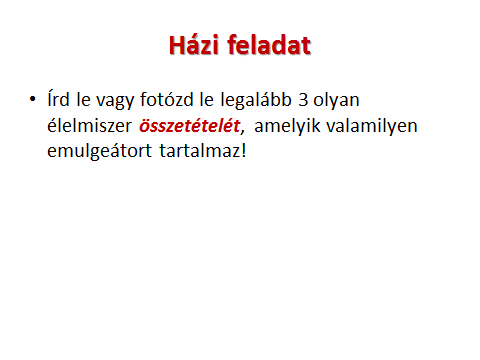 Házi feladat
• Írd le vagy fotózd le legalább 3 olyan
élelmiszer összetételét, amelyik valamilyen
emulgeátort tartalmaz!